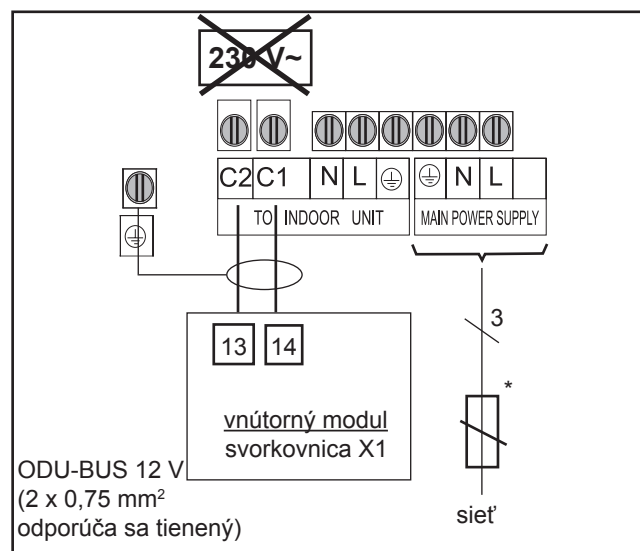 230 V~
C2 C1 N L N L
TO INDOOR UNIT MAIN POWER SUPPLY
3
13 14
*
vnútorný modul
svorkovnica X1
ODU-BUS 12 V
(2 x 0,75 mm²
odporúča sa tienený)
sieť